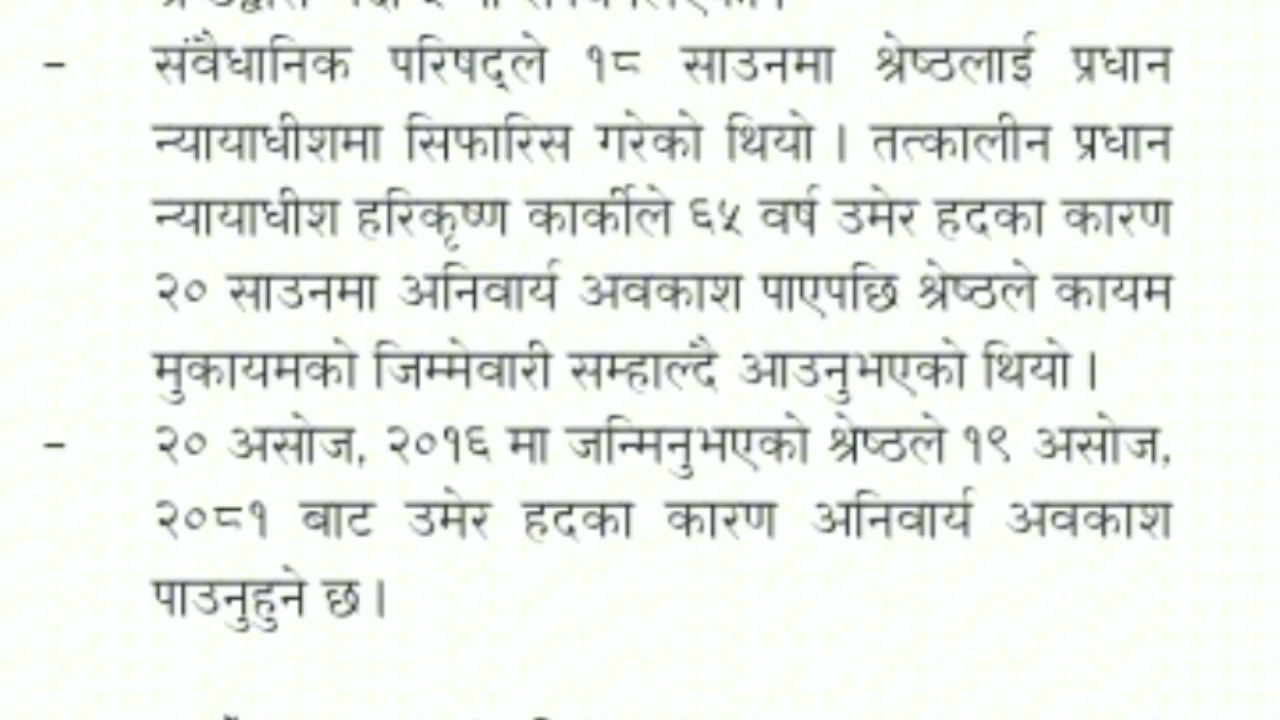 - संवैधानिक परिषद्ले १८ साउनमा श्रेष्ठलाई प्रधान
न्यायाधीशमा सिफारिस गरेको थियो ।  तत्कालीन प्रधान
न्यायाधीश हरिकृष्ण कार्कीले ६५ वर्ष उमेर हदका कारण
२० साउनमा अनिवार्य अवकाश पाएपछि श्रेष्ठले कायम
मुकायमको जिम्मेवारी सम्हाल्दै आउनुभएको थियो ।
- २० असोज, २०१६ मा जन्मिनुभएको श्रेष्ठले १९ असोज,
२०८१ बाट उमेर हदका कारण अनिवार्य अवकाश
पाउनुहुने छ ।